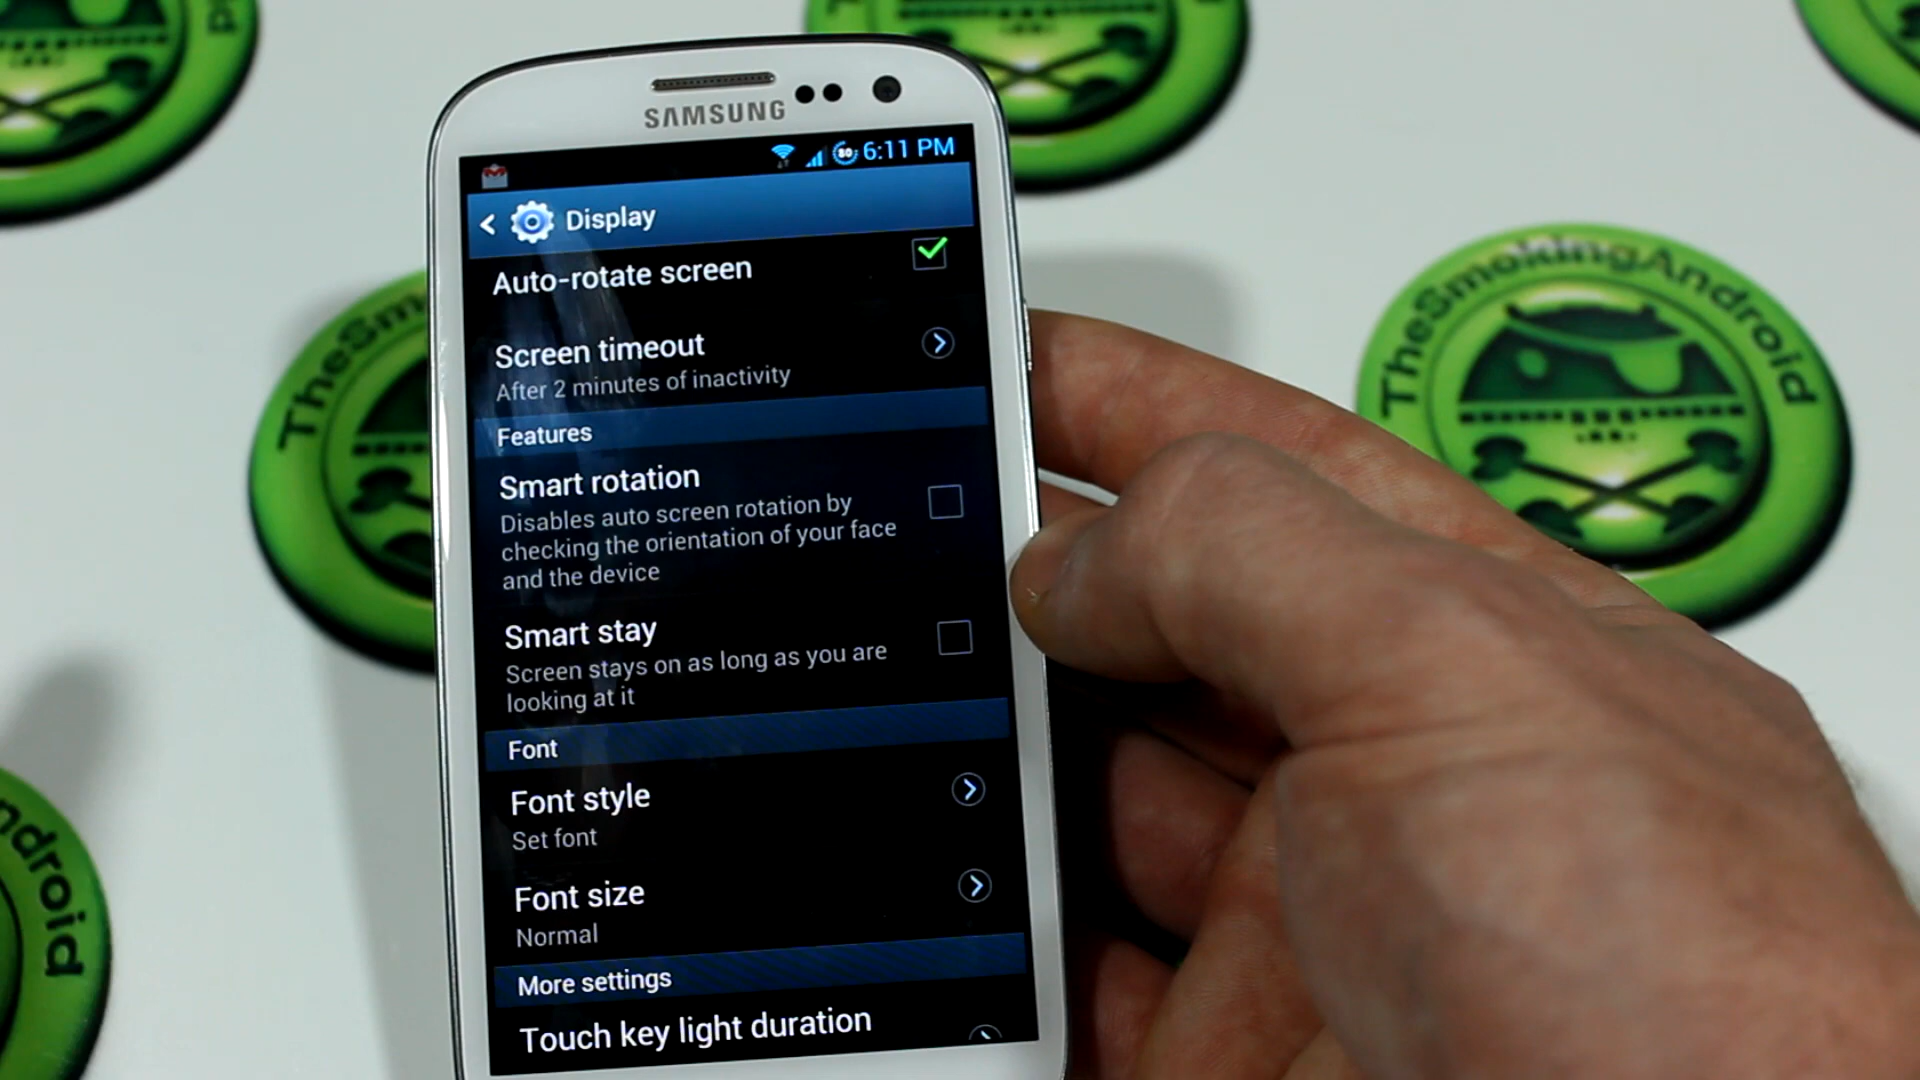 SAMSUNG
80 6:11 PM
Display
Auto-rotate screen
Screen timeout
After 2 minutes of inactivity
Features
Smart rotation
Disables auto screen rotation by
checking the orientation of your face
and the device
Smart stay
Screen stays on as long as you are
looking at it
Font
Font style
Set font
Font size
Normal
More settings
Touch key light duration
TheSmokingAndroid
TheSm
ndroid